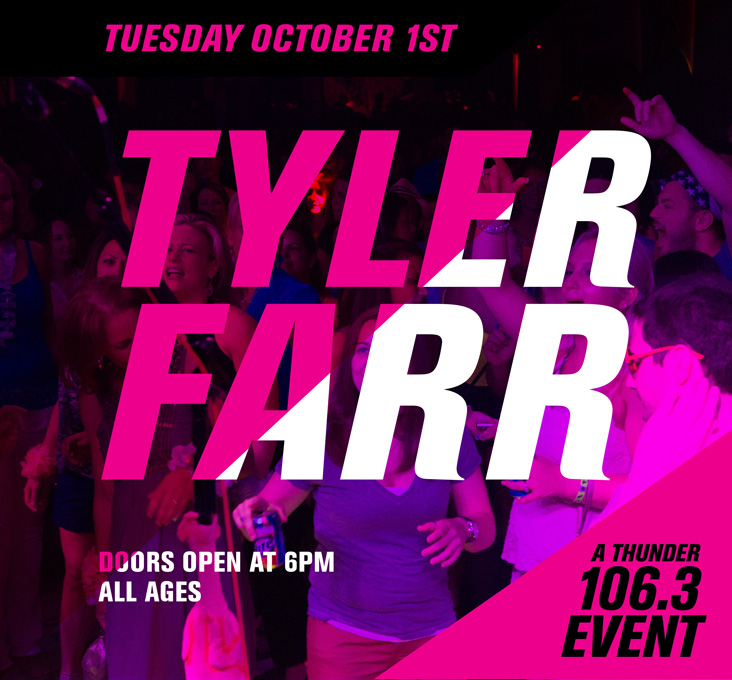 TUESDAY OCTOBER 1ST
TYLER
FARR
DOORS OPEN AT 6PM
ALL AGES
A THUNDER
106.3
EVENT